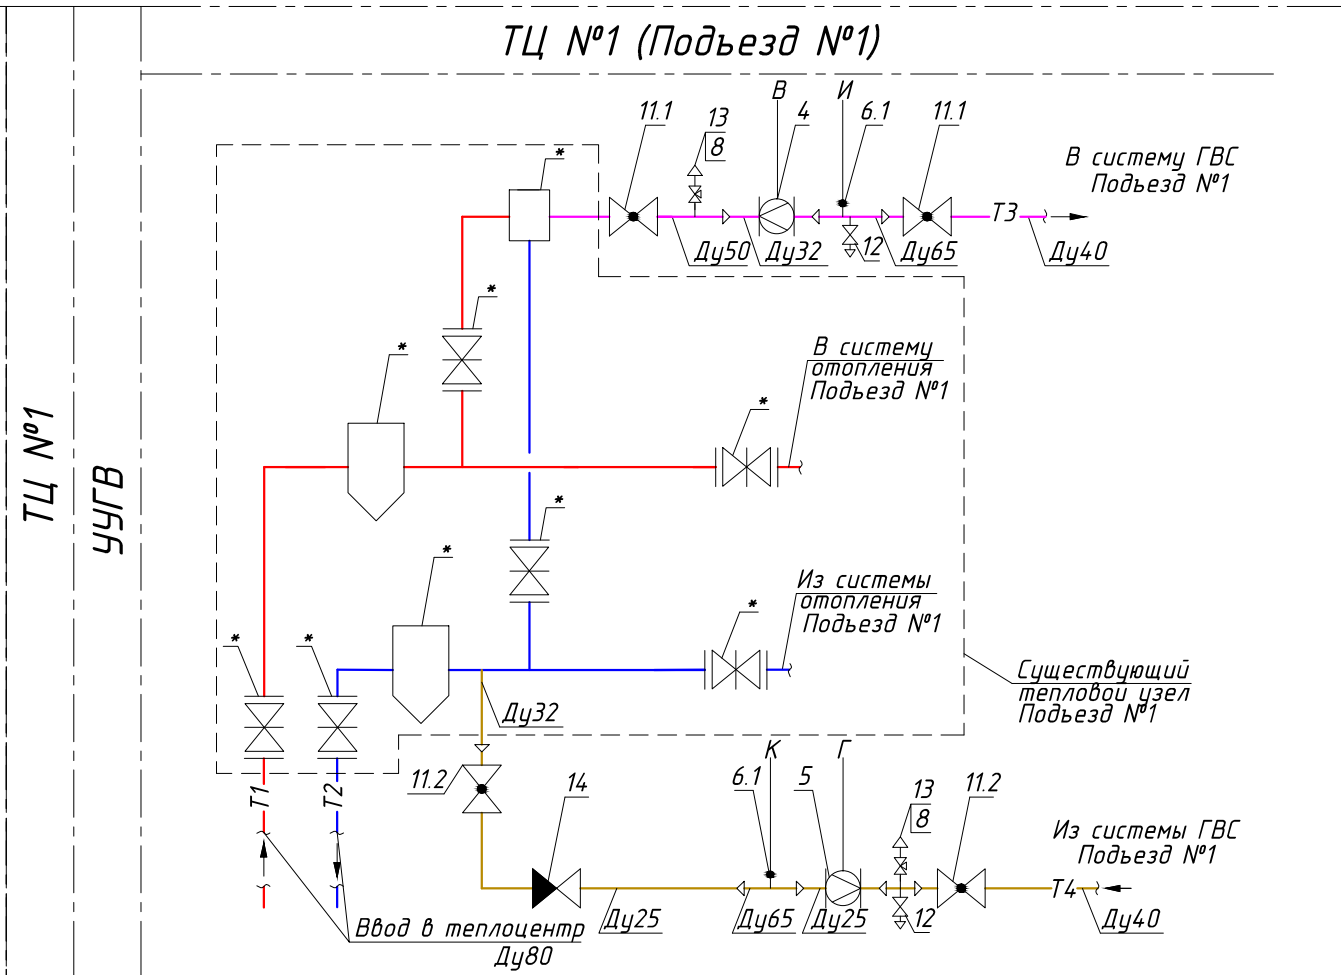 ТЦ №1 (Подъезд №1)
ТЦ №1
УУГВ
В
И
11.1
13
8
4
6.1
11.1
В систему ГВС
Подъезд №1
*
Т3
Ду50
Ду32
12
Ду65
Ду40
*
*
В систему
отопления
Подъезд №1
*
*
*
Из системы
отопления
Подъезд №1
*
*
*
Существующий
тепловой узел
Подъезд №1
Ду32
К
Г
11.2
14
6.1
5
13
8
11.2
Т1
Т2
Из системы ГВС
Подъезд №1
Т4
Ввод в теплоцентр
Ду80
Ду25
Ду65
Ду25
12
Ду40